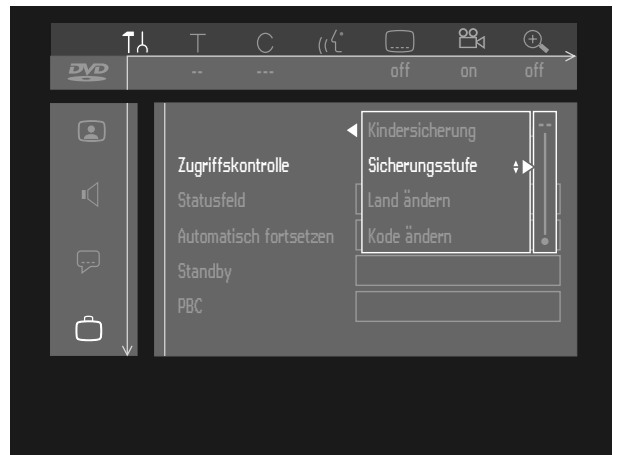 T C
DVD -- --- off on off
Kindersicherung --
Zugriffskontrolle Sicherungsstufe
Statusfeld Land ändern
Automatisch fortsetzen Kode ändern
Standby
PBC